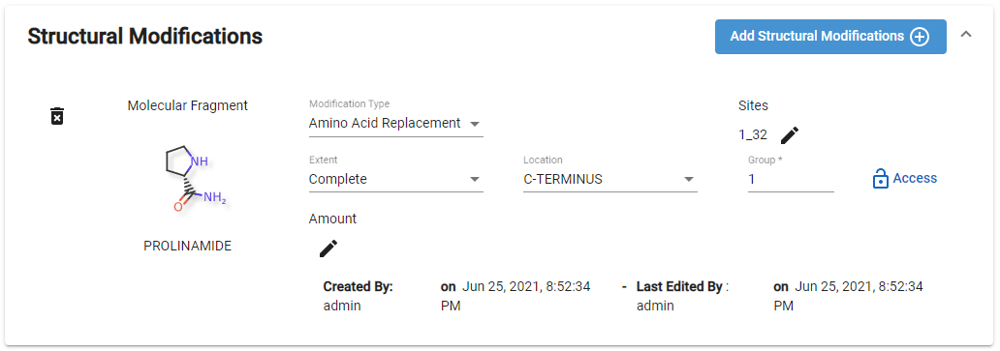 Structural Modifications
Add Structural Modifications
Molecular Fragment
Modification Type
Amino Acid Replacement
Sites
1_32
NH
NH2
O
PROLINAMIDE
Extent
Complete
Location
C-TERMINUS
Group *
1
Access
Amount
Created By:
admin
on Jun 25, 2021, 8:52:34
PM
- Last Edited By :
admin
on Jun 25, 2021, 8:52:34
PM